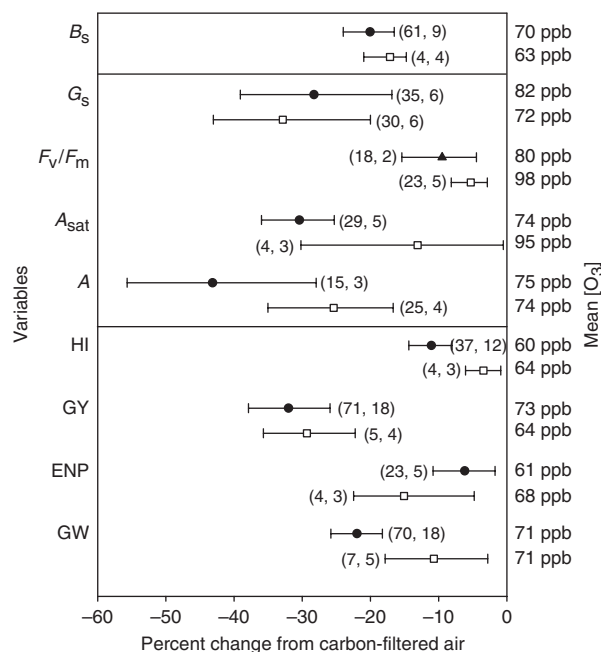 Bs (61, 9) 70 ppb
(4, 4) 63 ppb
Gs (35, 6) 82 ppb
(30, 6) 72 ppb
Fv/Fm (18, 2) 80 ppb
(23, 5) 98 ppb
Asat (29, 5) 74 ppb
(4, 3) 95 ppb
A (15, 3) 75 ppb
(25, 4) 74 ppb
HI (37, 12) 60 ppb
(4, 3) 64 ppb
GY (71, 18) 73 ppb
(5, 4) 64 ppb
ENP (23, 5) 61 ppb
(4, 3) 68 ppb
GW (70, 18) 71 ppb
(7, 5) 71 ppb
Variables
Mean [O3]
–60 –50 –40 –30 –20 –10 0
Percent change from carbon-filtered air